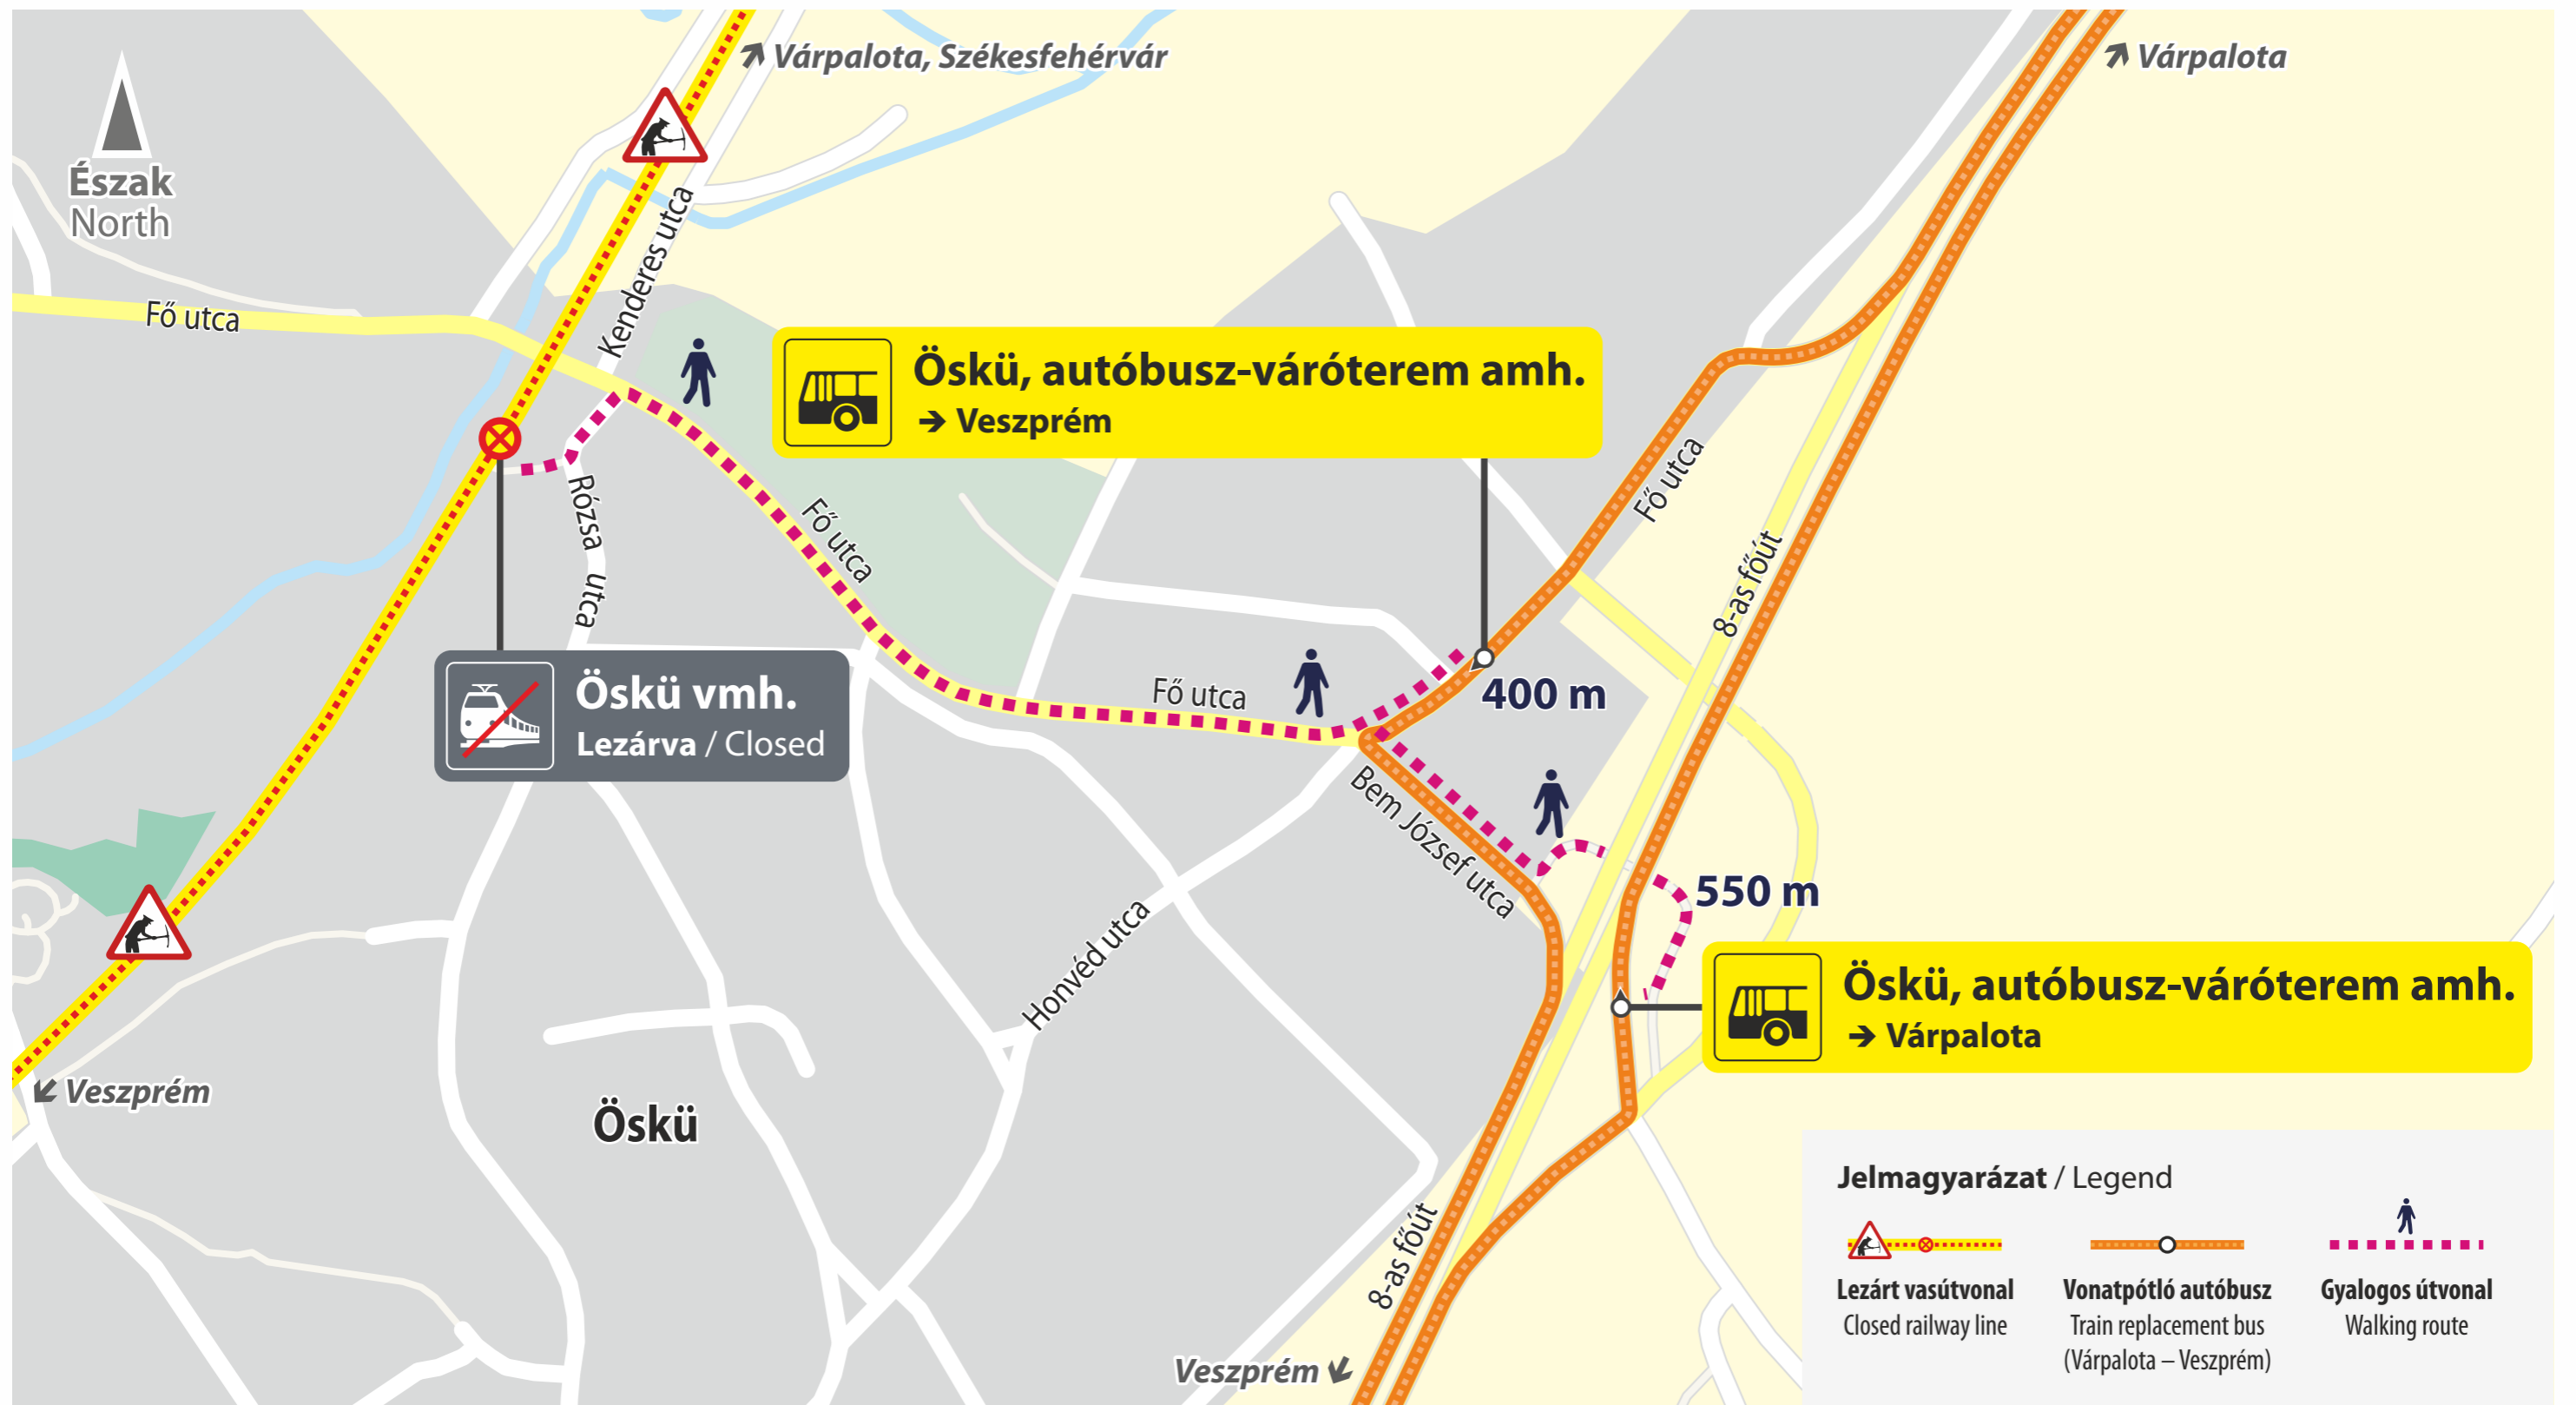 Várpalota, Székesfehérvár
Várpalota
Észak
North
Kenderes utca
Fő utca
Öskü, autóbusz-váróterem amh.
→ Veszprém
Fő utca
Rózsa utca
Fő utca
8-as főút
Öskü vmh.
Lezárva / Closed
Fő utca
400 m
Bem József utca
550 m
Honvéd utca
Öskü, autóbusz-váróterem amh.
→ Várpalota
Veszprém
Öskü
8-as főút
Veszprém
Jelmagyarázat / Legend
Lezárt vasútvonal
Closed railway line
Vonatpótló autóbusz
Train replacement bus
(Várpalota – Veszprém)
Gyalogos útvonal
Walking route